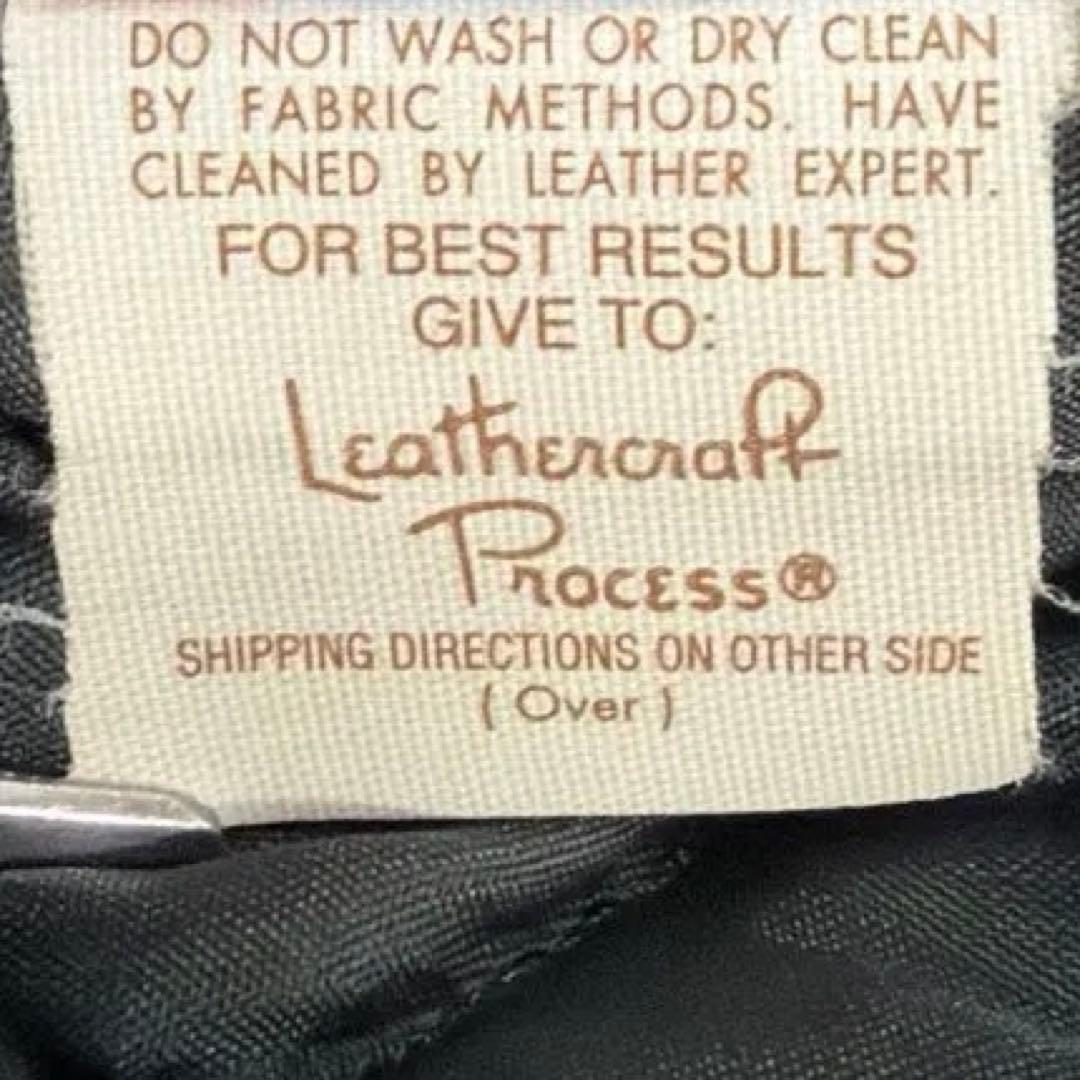 DO NOT WASH OR DRY CLEAN
BY FABRIC METHODS. HAVE
CLEANED BY LEATHER EXPERT.
FOR BEST RESULTS
GIVE TO:
Leathercraft
Process®
SHIPPING DIRECTIONS ON OTHER SIDE
( Over )